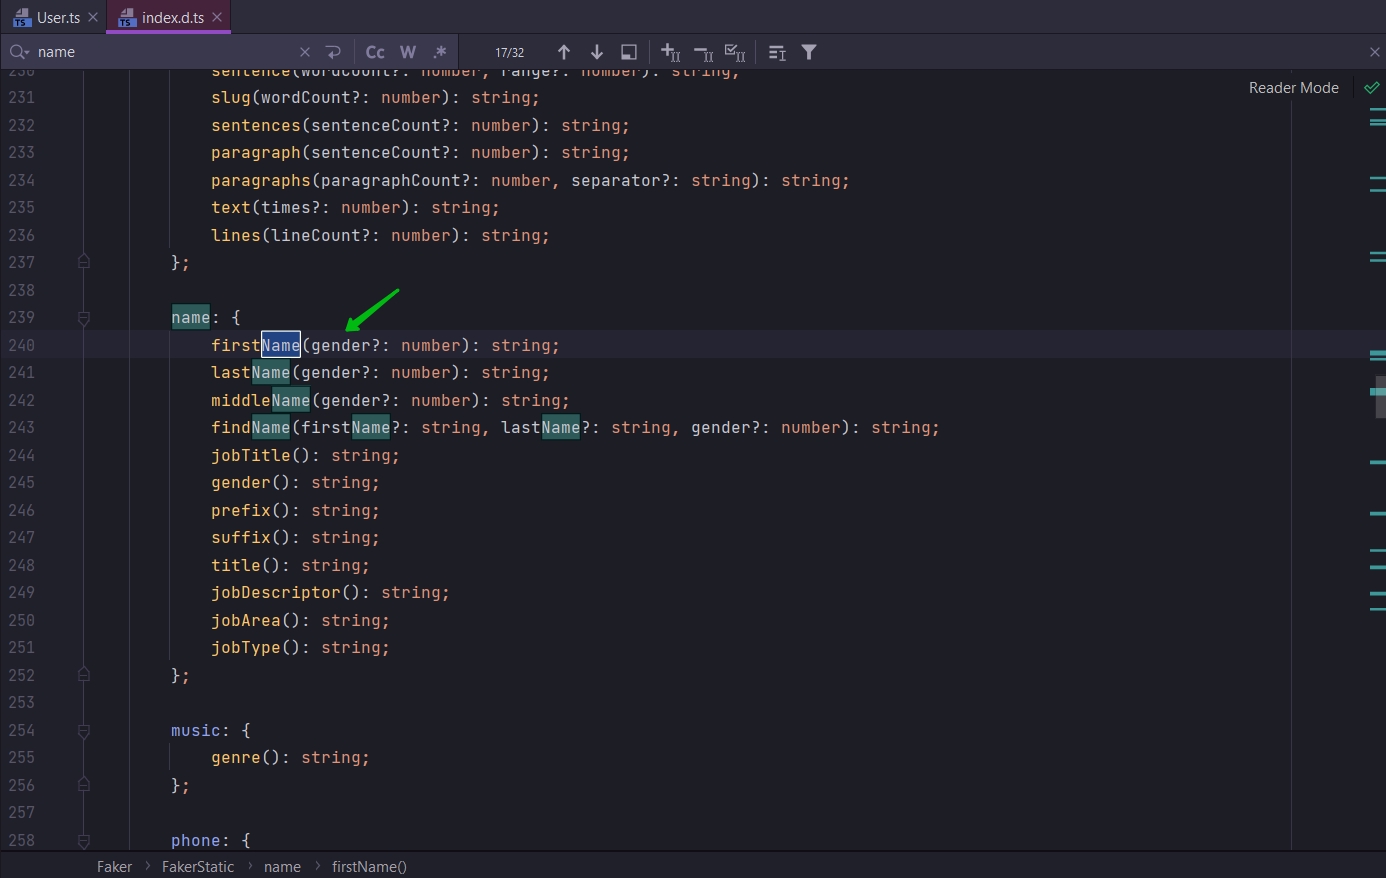 User.ts index.d.ts
name Cc W .* 17/32
230 sentence(wordCount?: number, range?: number): string;
Reader Mode
231 slug(wordCount?: number): string;
232 sentences(sentenceCount?: number): string;
233 paragraph(sentenceCount?: number): string;
234 paragraphs(paragraphCount?: number, separator?: string): string;
235 text(times?: number): string;
236 lines(lineCount?: number): string;
237 };
238
239 name: {
240 firstName(gender?: number): string;
241 lastName(gender?: number): string;
242 middleName(gender?: number): string;
243 findName(firstName?: string, lastName?: string, gender?: number): string;
244 jobTitle(): string;
245 gender(): string;
246 prefix(): string;
247 suffix(): string;
248 title(): string;
249 jobDescriptor(): string;
250 jobArea(): string;
251 jobType(): string;
252 };
253
254 music: {
255 genre(): string;
256 };
257
258 phone: {
Faker FakerStatic name firstName()